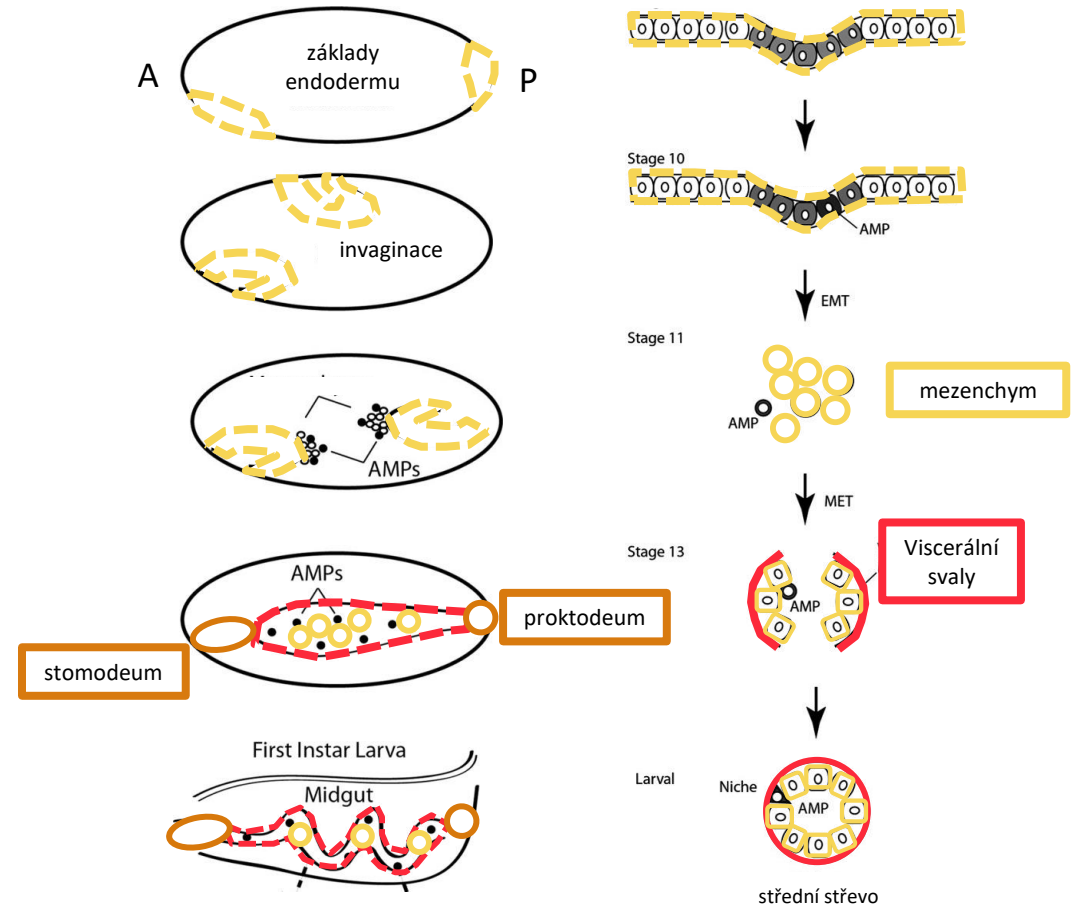 A
základy
endodermu
P
invaginace
AMPs
AMPs
stomodeum
proktodeum
First Instar Larva
Midgut
Stage 10
AMP
EMT
Stage 11
AMP
mezenchym
MET
Stage 13
AMP
Viscerální
svaly
Larval
Niche
AMP
střední střevo